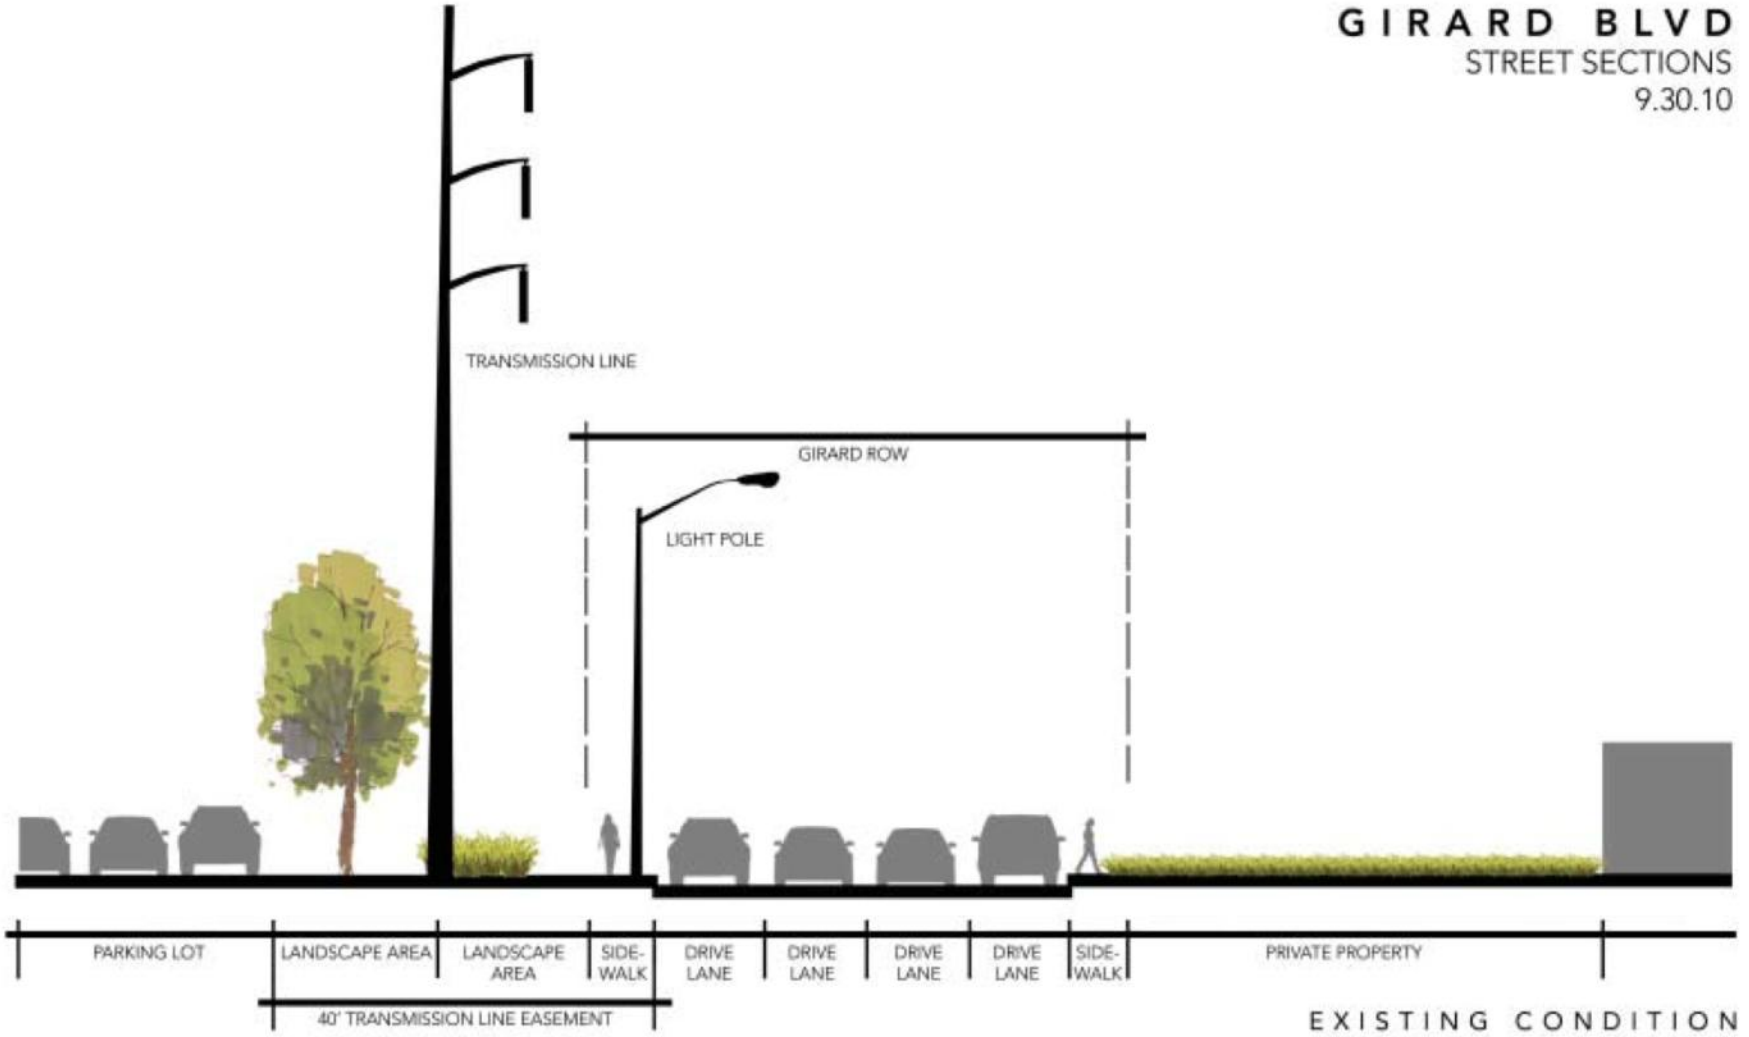 GIRARD BLVD
STREET SECTIONS
9.30.10
TRANSMISSION LINE
GIRARD ROW
LIGHT POLE
PARKING LOT
LANDSCAPE AREA
LANDSCAPE
AREA
SIDE-
WALK
DRIVE
LANE
DRIVE
LANE
DRIVE
LANE
DRIVE
LANE
SIDE-
WALK
PRIVATE PROPERTY
40' TRANSMISSION LINE EASEMENT
EXISTING CONDITION